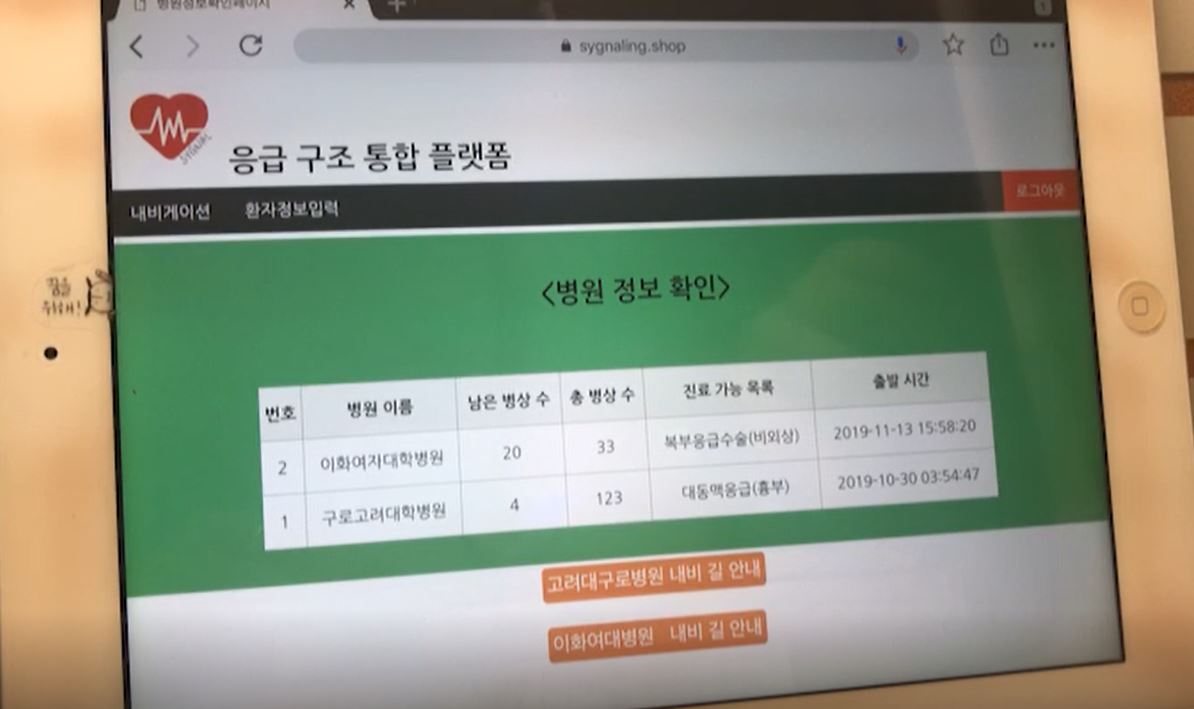 병원정보확인페이지
1
sygnaling.shop
SYGNAL
응급 구조 통합 플랫폼
내비게이션 환자정보입력 로그아웃
꿈을
위해!
<병원 정보 확인>
번호 병원 이름 남은 병상 수 총 병상 수 진료 가능 목록 출발 시간
2 이화여자대학병원 20 33 복부응급수술(비외상) 2019-11-13 15:58:20
1 구로고려대학병원 4 123 대동맥응급(흉부) 2019-10-30 03:54:47
고려대구로병원 내비 길 안내
이화여대병원 내비 길 안내